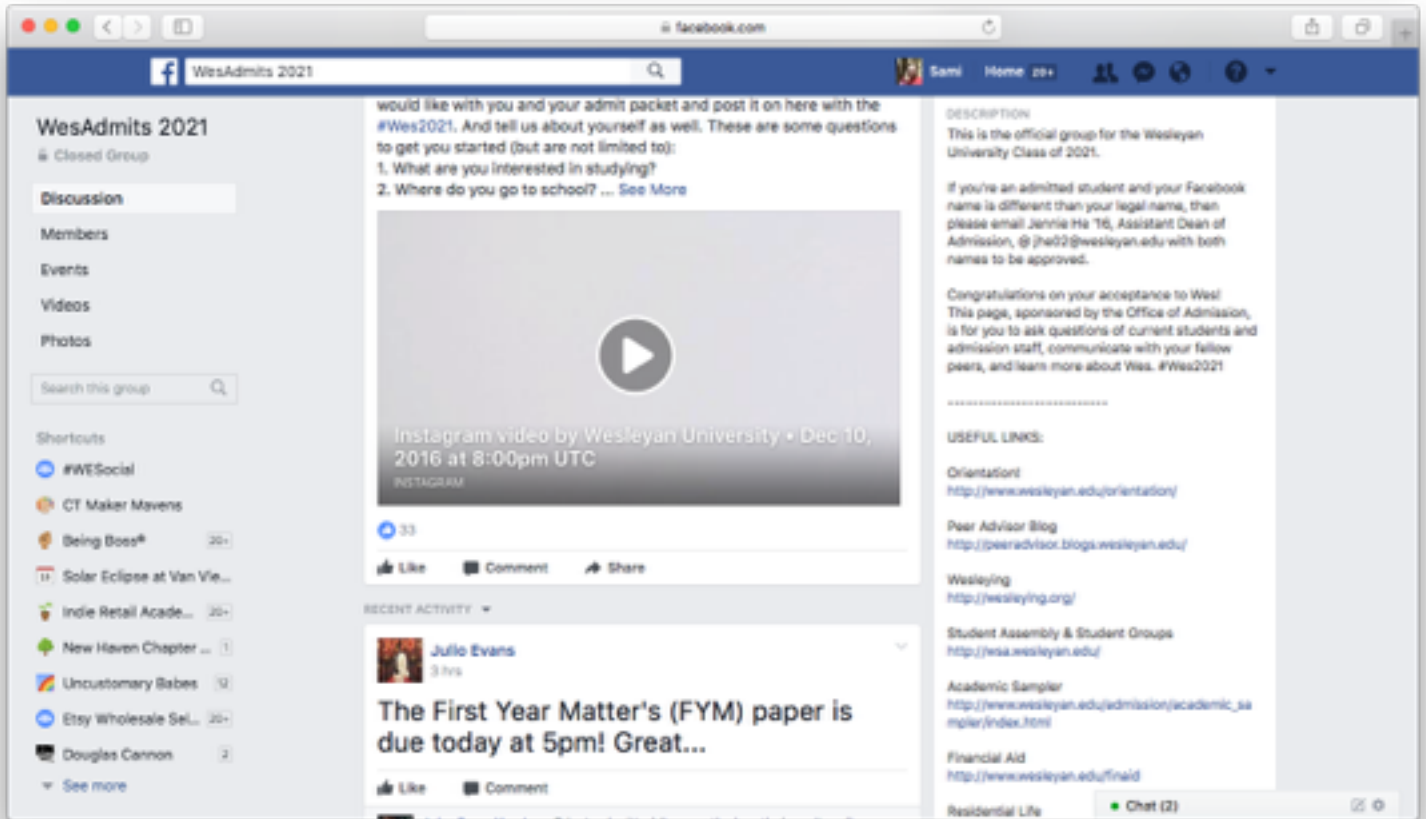 facebook.com
WesAdmits 2021
Sami
Home 20+
WesAdmits 2021
Closed Group
Discussion
Members
Events
Videos
Photos
Search this group
Shortcuts
#WESocial
CT Maker Mavens
Being Boss® 20+
Solar Eclipse at Van Vie...
Indie Retail Acade... 20+
New Haven Chapter ... 1
Uncustomary Babes 12
Etsy Wholesale Sel... 20+
Douglas Cannon 2
See more
would like with you and your admit packet and post it on here with the
#Wes2021. And tell us about yourself as well. These are some questions
to get you started (but are not limited to):
1. What are you interested in studying?
2. Where do you go to school? ... See More
Instagram video by Wesleyan University • Dec 10,
2016 at 8:00pm UTC
INSTAGRAM
33
Like Comment Share
RECENT ACTIVITY
Julio Evans
3 hrs
The First Year Matter's (FYM) paper is
due today at 5pm! Great...
Like Comment
DESCRIPTION
This is the official group for the Wesleyan
University Class of 2021.
If you're an admitted student and your Facebook
name is different than your legal name, then
please email Jennie He '16, Assistant Dean of
Admission, @ jhe02@wesleyan.edu with both
names to be approved.
Congratulations on your acceptance to Wes!
This page, sponsored by the Office of Admission,
is for you to ask questions of current students and
admission staff, communicate with your fellow
peers, and learn more about Wes. #Wes2021
----------------------------
USEFUL LINKS:
Orientation!
http://www.wesleyan.edu/orientation/
Peer Advisor Blog
http://peeradvisor.blogs.wesleyan.edu/
Wesleying
http://wesleying.org/
Student Assembly & Student Groups
http://wsa.wesleyan.edu/
Academic Sampler
http://www.wesleyan.edu/admission/academic_sa
mpler/index.html
Financial Aid
http://www.wesleyan.edu/finaid
Residential Life
Chat (2)